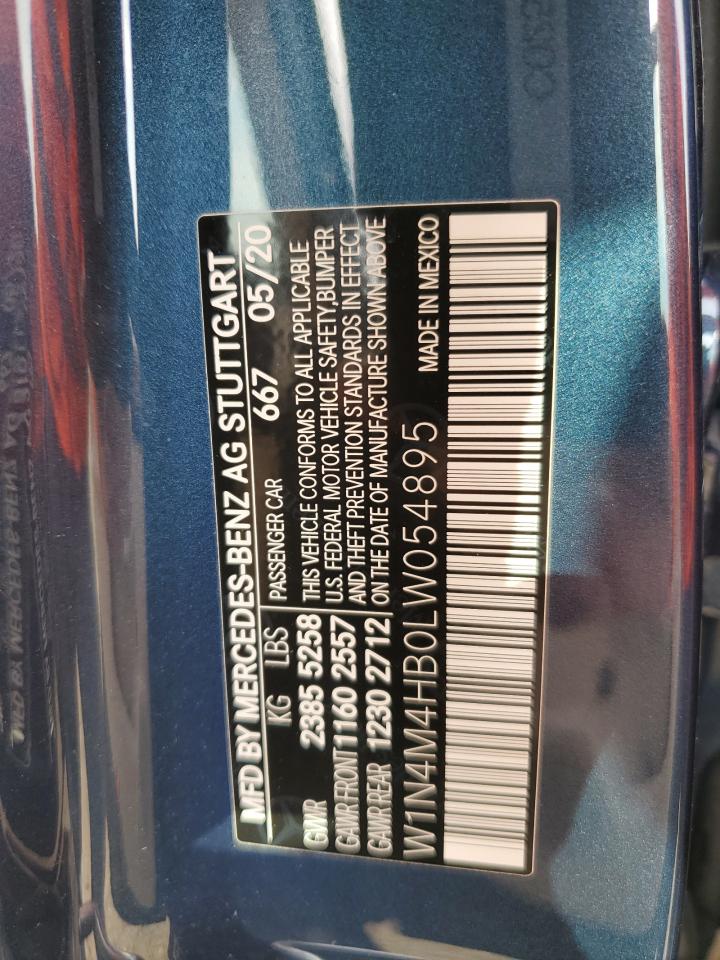 MFD BY MERCEDES-BENZ AG STUTTGART
KG LBS PASSENGER CAR 667 05/20
GWR 2385 5258 THIS VEHICLE CONFORMS TO ALL APPLICABLE
U.S. FEDERAL MOTOR VEHICLE SAFETY,BUMPER
GAWR FRONT 1160 2557 AND THEFT PREVENTION STANDARDS IN EFFECT
GAWR REAR 1230 2712 ON THE DATE OF MANUFACTURE SHOWN ABOVE
W1N4M4HB0LW054895 MADE IN MEXICO